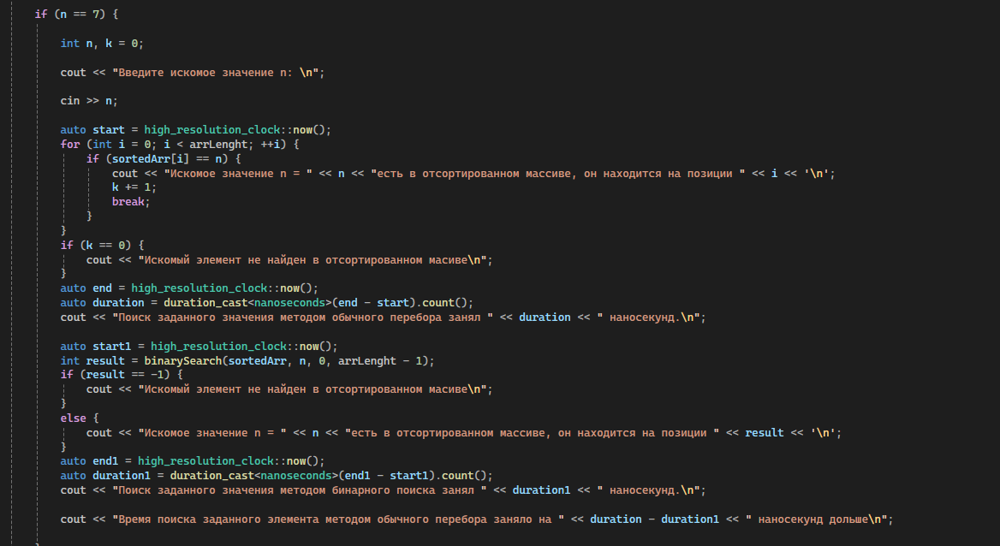 if (n == 7) {
int n, k = 0;
cout << "Введите искомое значение n: \n";
cin >> n;
auto start = high_resolution_clock::now();
for (int i = 0; i < arrLenght; ++i) {
if (sortedArr[i] == n) {
cout << "Искомое значение n = " << n << "есть в отсортированном массиве, он находится на позиции " << i << '\n';
k += 1;
break;
}
}
if (k == 0) {
cout << "Искомый элемент не найден в отсортированном масиве\n";
}
auto end = high_resolution_clock::now();
auto duration = duration_cast<nanoseconds>(end - start).count();
cout << "Поиск заданного значения методом обычного перебора занял " << duration << " наносекунд.\n";
auto start1 = high_resolution_clock::now();
int result = binarySearch(sortedArr, n, 0, arrLenght - 1);
if (result == -1) {
cout << "Искомый элемент не найден в отсортированном масиве\n";
}
else {
cout << "Искомое значение n = " << n << "есть в отсортированном массиве, он находится на позиции " << result << '\n';
}
auto end1 = high_resolution_clock::now();
auto duration1 = duration_cast<nanoseconds>(end1 - start1).count();
cout << "Поиск заданного значения методом бинарного поиска занял " << duration1 << " наносекунд.\n";
cout << "Время поиска заданного элемента методом обычного перебора заняло на " << duration - duration1 << " наносекунд дольше\n";
}